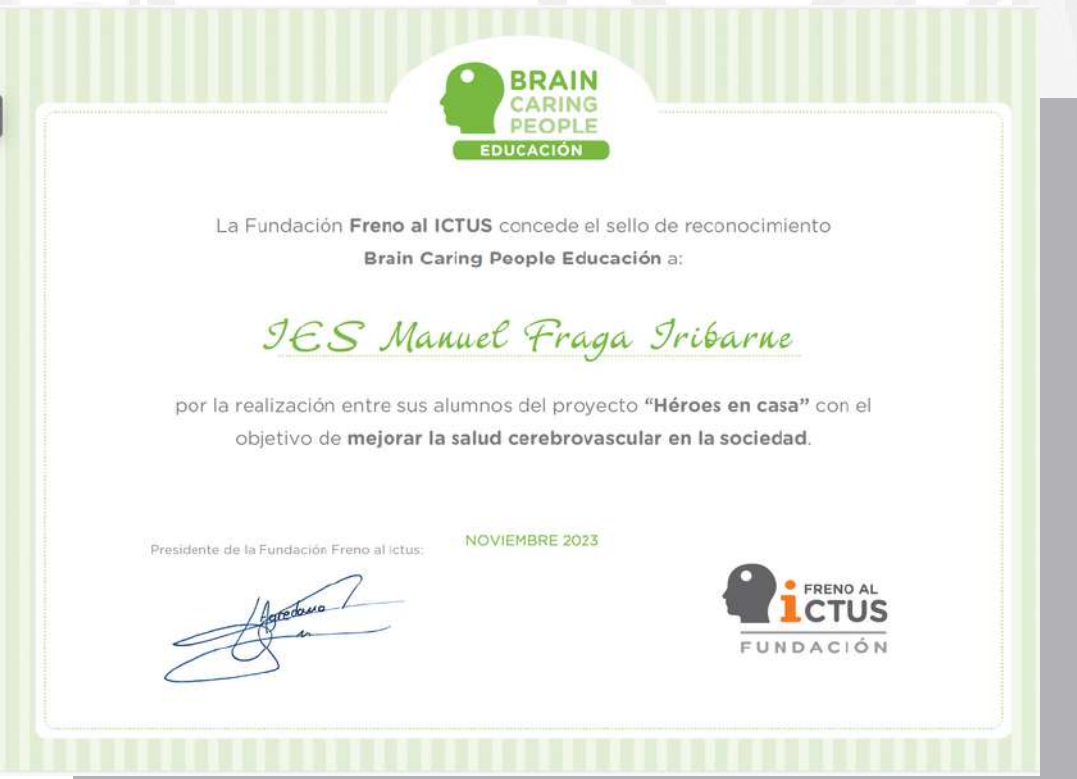 BRAIN
CARING
PEOPLE
EDUCACIÓN
La Fundación Freno al ICTUS concede el sello de reconocimiento
Brain Caring People Educación a:
IES Manuel Fraga Iribarne
por la realización entre sus alumnos del proyecto “Héroes en casa” con el
objetivo de mejorar la salud cerebrovascular en la sociedad.
Presidente de la Fundación Freno al ictus:
NOVIEMBRE 2023
Agredano
FRENO AL
iCTUS
FUNDACIÓN